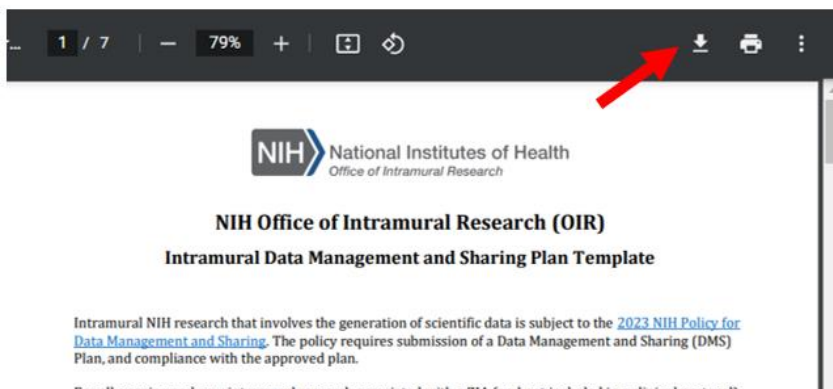 1 / 7 79%
NIH National Institutes of Health
Office of Intramural Research
NIH Office of Intramural Research (OIR)
Intramural Data Management and Sharing Plan Template
Intramural NIH research that involves the generation of scientific data is subject to the 2023 NIH Policy for
Data Management and Sharing. The policy requires submission of a Data Management and Sharing (DMS)
Plan, and compliance with the approved plan.